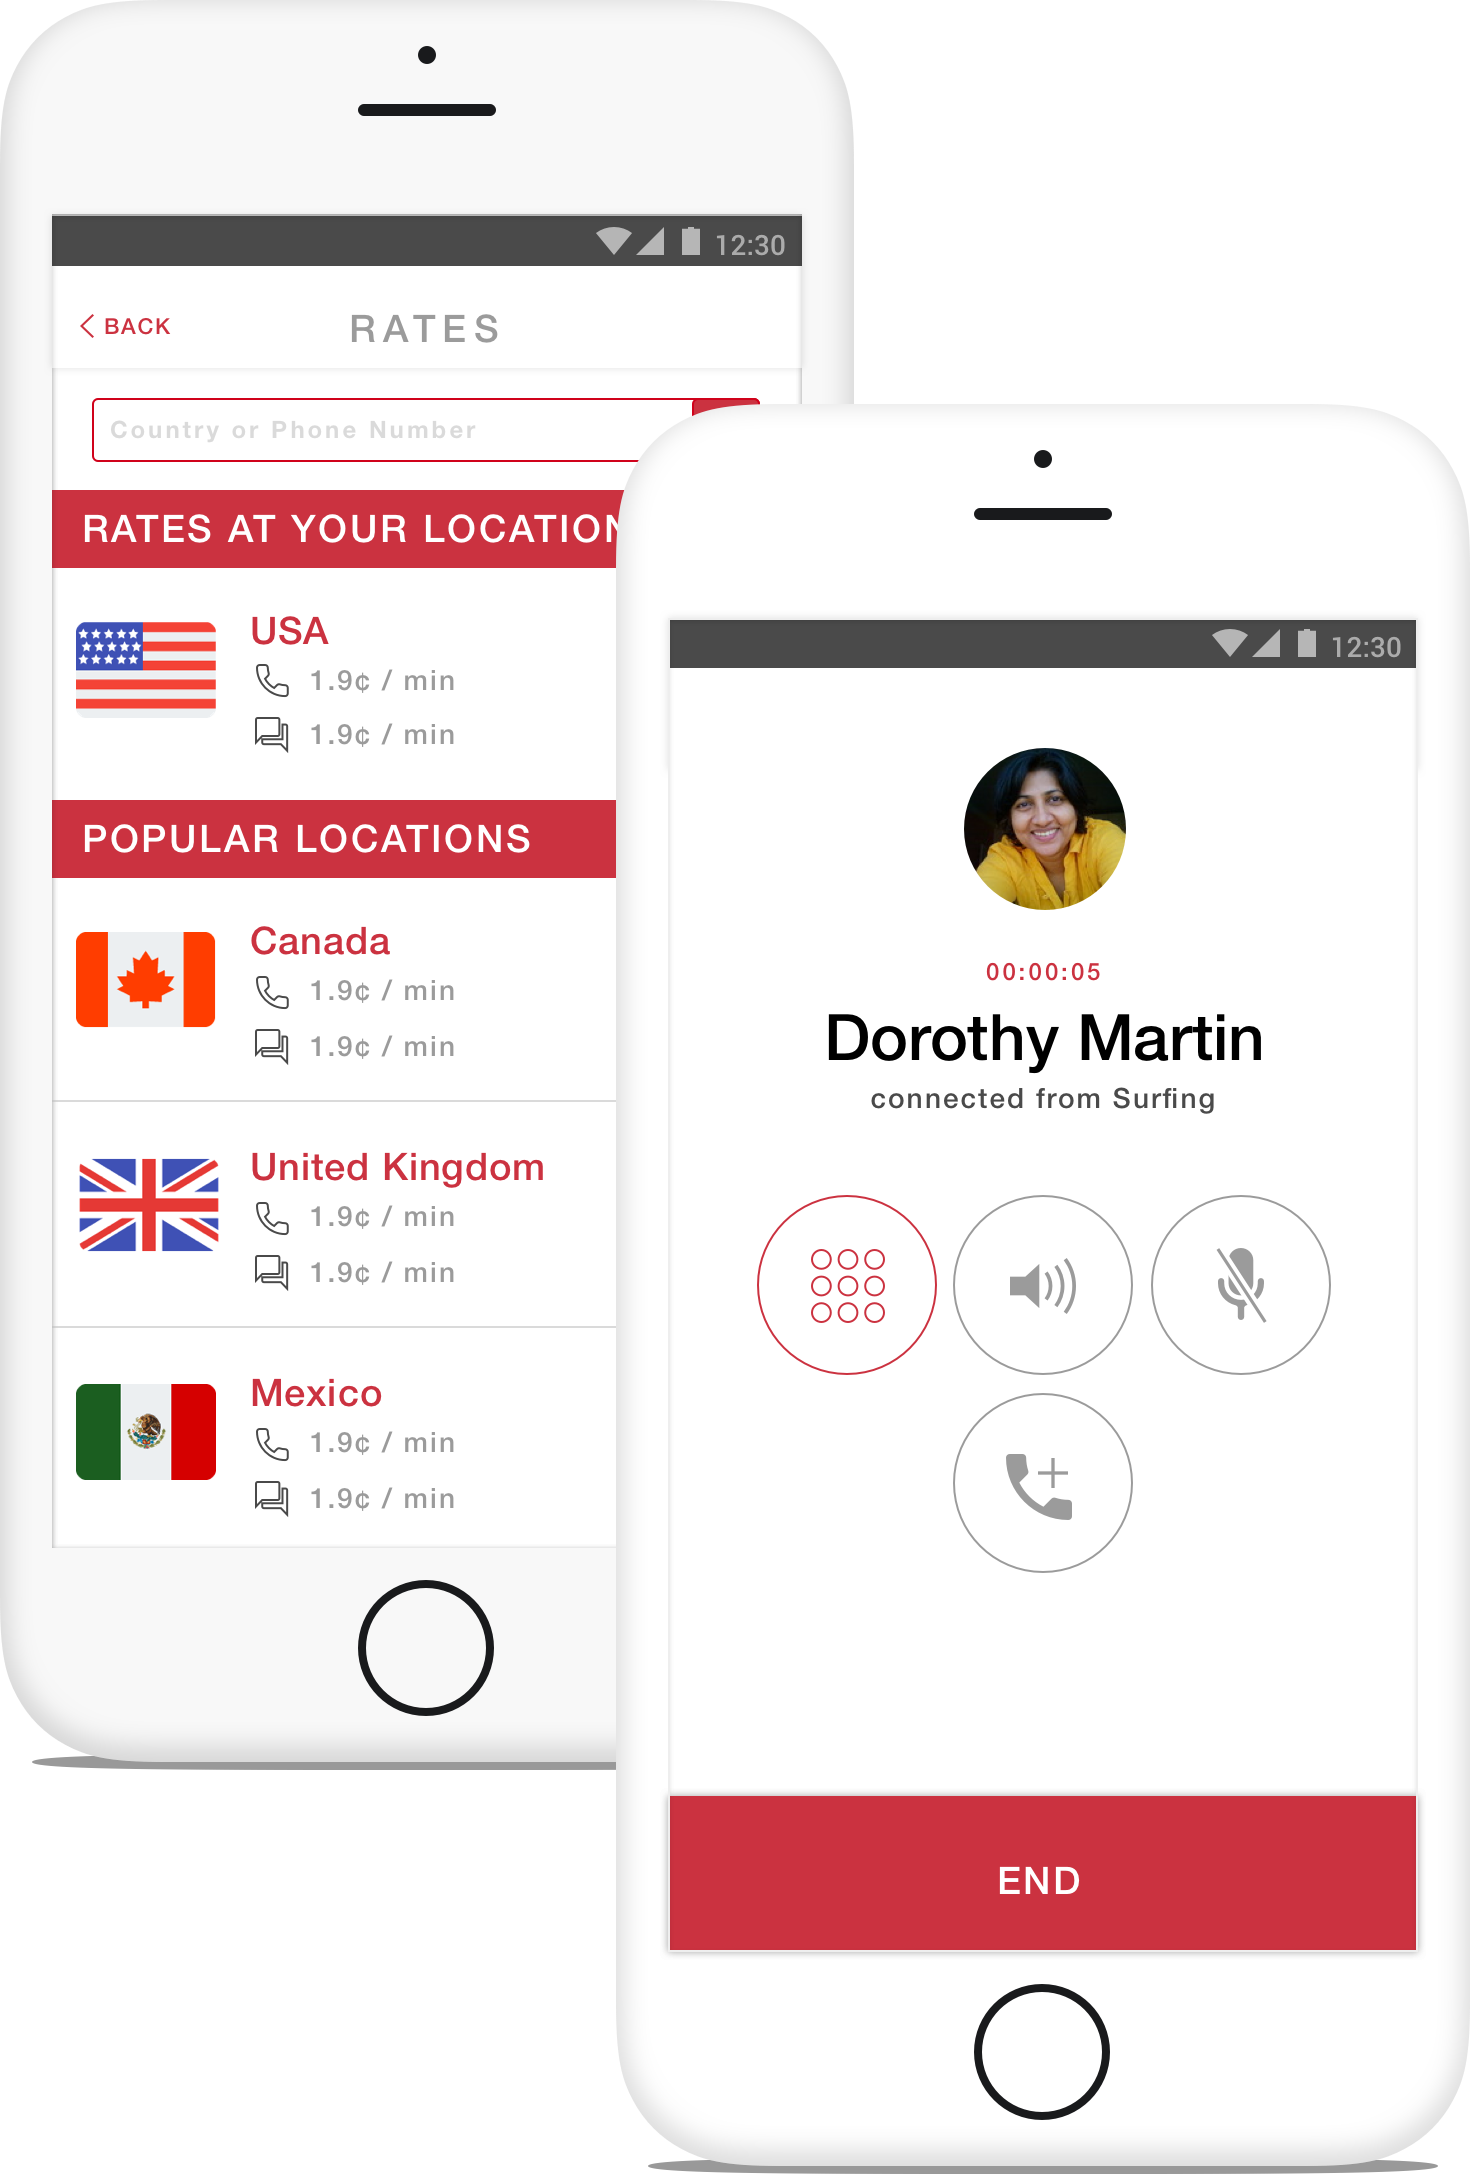 12:30
BACK
RATES
Country or Phone Number
RATES AT YOUR
USA
1.9¢ / min
1.9¢ / min
POPULAR LOCATIONS
Canada
1.9¢ / min
1.9¢ / min
United Kingdom
1.9¢ / min
1.9¢ / min
Mexico
1.9¢ / min
1.9¢ / min
12:30
00:00:05
Dorothy Martin
connected from Surfing
END